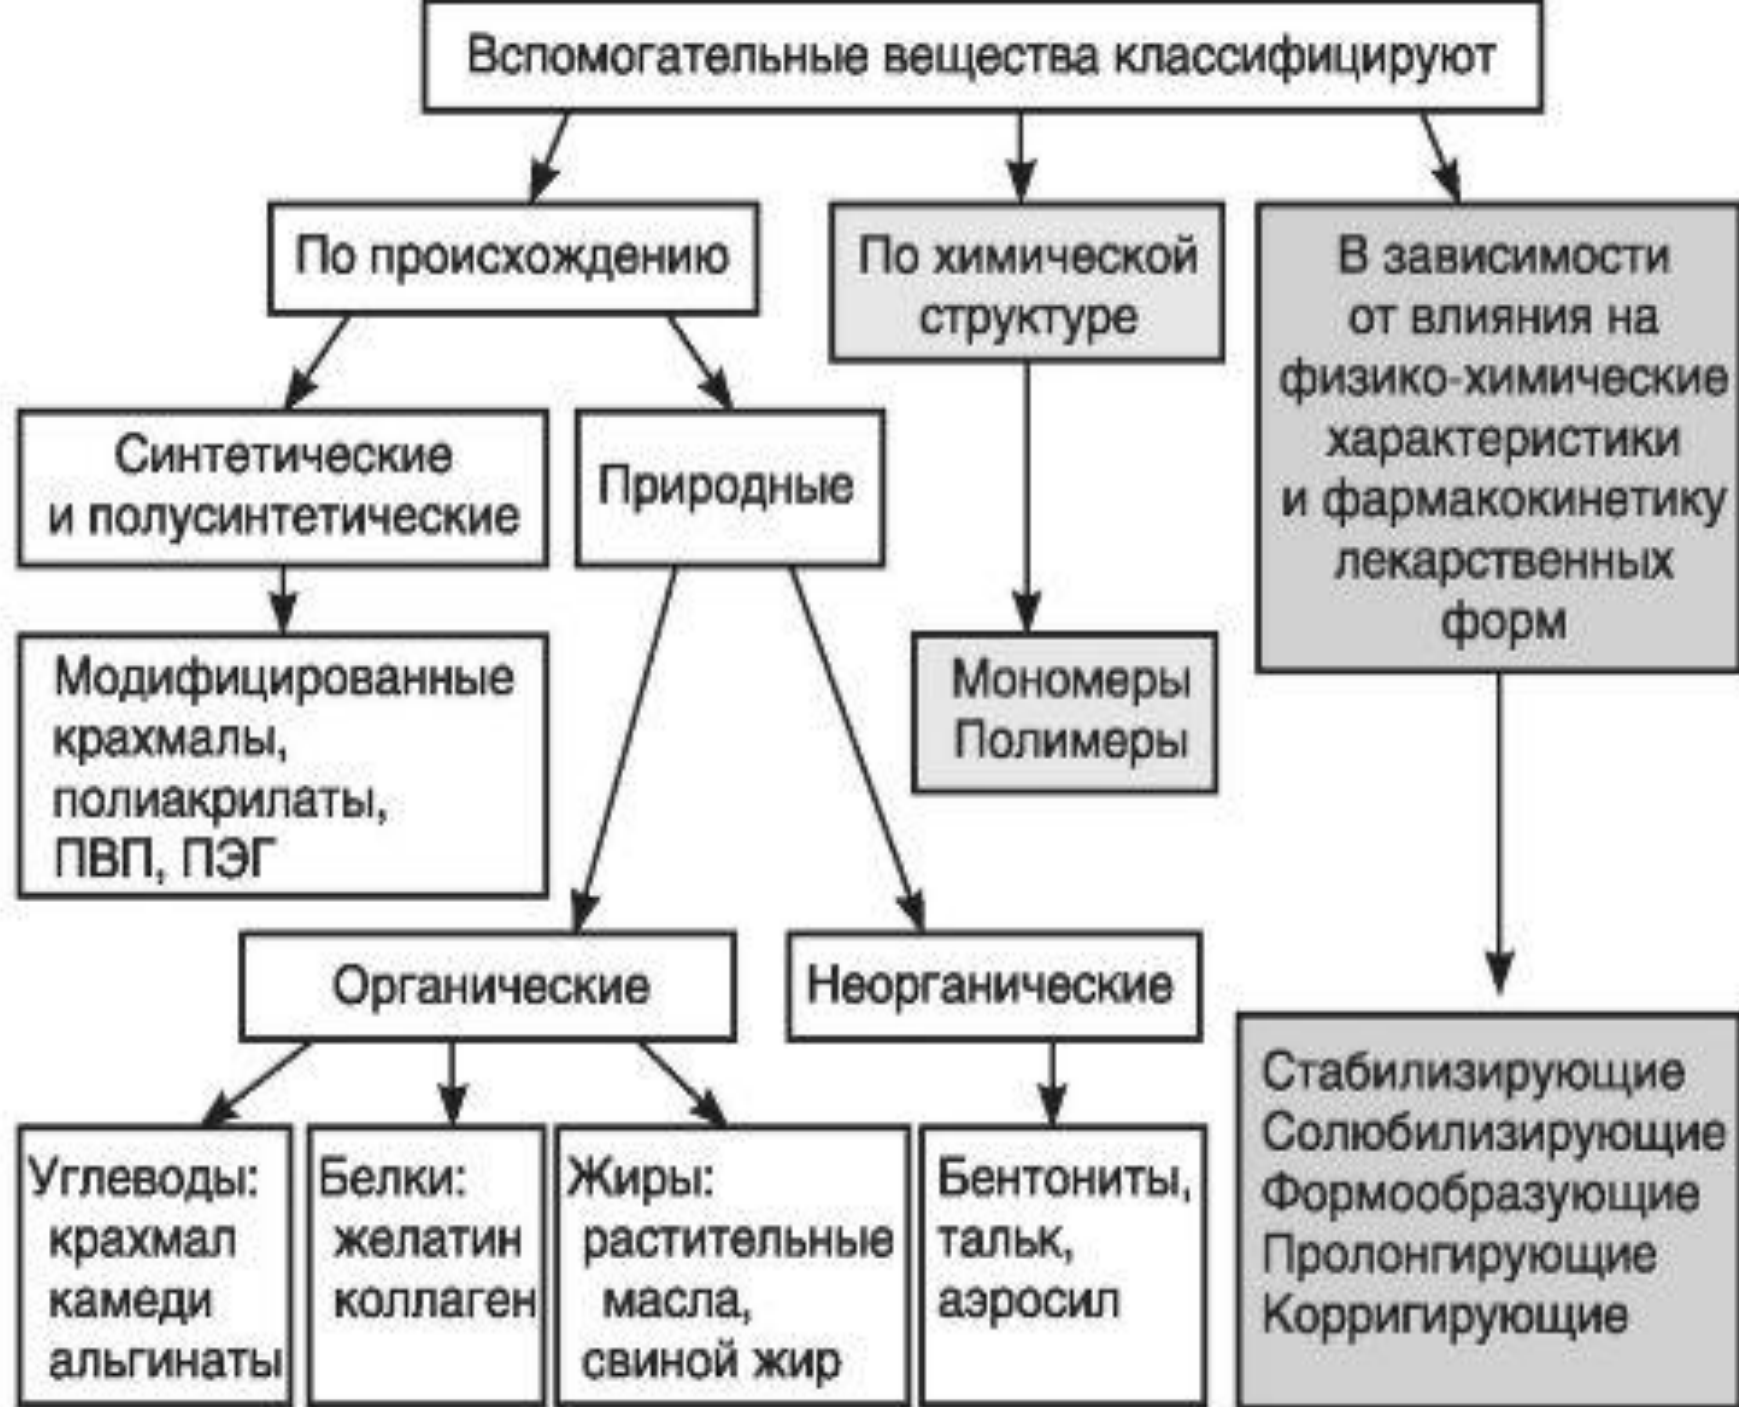 Вспомогательные вещества классифицируют
По происхождению
По химической
структуре
В зависимости
от влияния на
физико-химические
характеристики
и фармакокинетику
лекарственных
форм
Синтетические
и полусинтетические
Природные
Модифицированные
крахмалы,
полиакрилаты,
ПВП, ПЭГ
Мономеры
Полимеры
Органические
Неорганические
Углеводы:
крахмал
камеди
альгинаты
Белки:
желатин
коллаген
Жиры:
растительные
масла,
свиной жир
Бентониты,
тальк,
аэросил
Стабилизирующие
Солюбилизирующие
Формообразующие
Пролонгирующие
Корригирующие